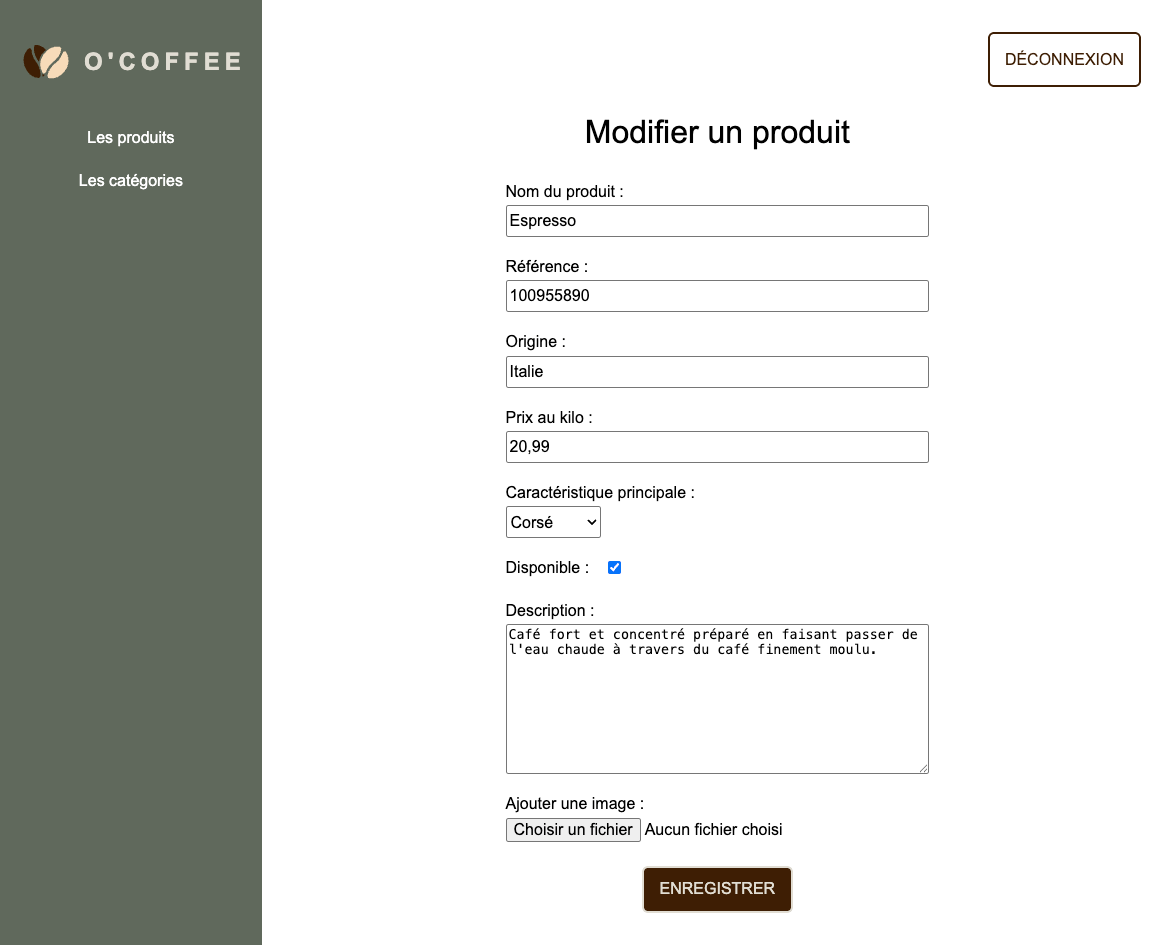 O'COFFEE
Les produits
Les catégories
DÉCONNEXION
Modifier un produit
Nom du produit :
Espresso
Référence :
100955890
Origine :
Italie
Prix au kilo :
20,99
Caractéristique principale :
Corsé
Disponible :
Description :
Café fort et concentré préparé en faisant passer de
l'eau chaude à travers du café finement moulu.
Ajouter une image :
Choisir un fichier Aucun fichier choisi
ENREGISTRER